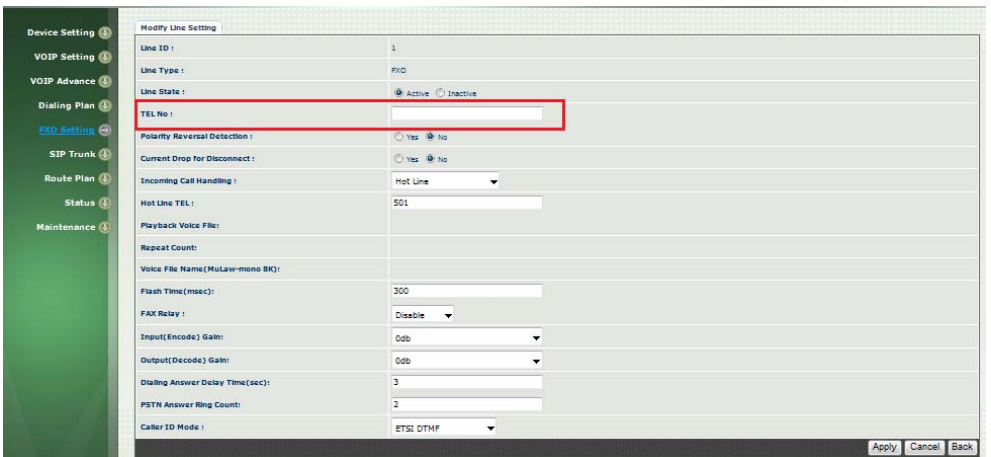 Device Setting
VOIP Setting
VOIP Advance
Dialing Plan
FXO Setting
SIP Trunk
Route Plan
Status
Maintenance
Modify Line Setting
Line ID : 1
Line Type : FXO
Line State : Active Inactive
TEL No :
Polarity Reversal Detection : Yes No
Current Drop for Disconnect : Yes No
Incoming Call Handling : Hot Line
Hot Line TEL : 501
Playback Voice File:
Repeat Count:
Voice File Name(MuLaw-mono 8K):
Flash Time(msec): 300
FAX Relay : Disable
Input(Encode) Gain: 0db
Output(Decode) Gain: 0db
Dialing Answer Delay Time(sec): 3
PSTN Answer Ring Count: 2
Caller ID Mode : ETSI DTMF
Apply Cancel Back